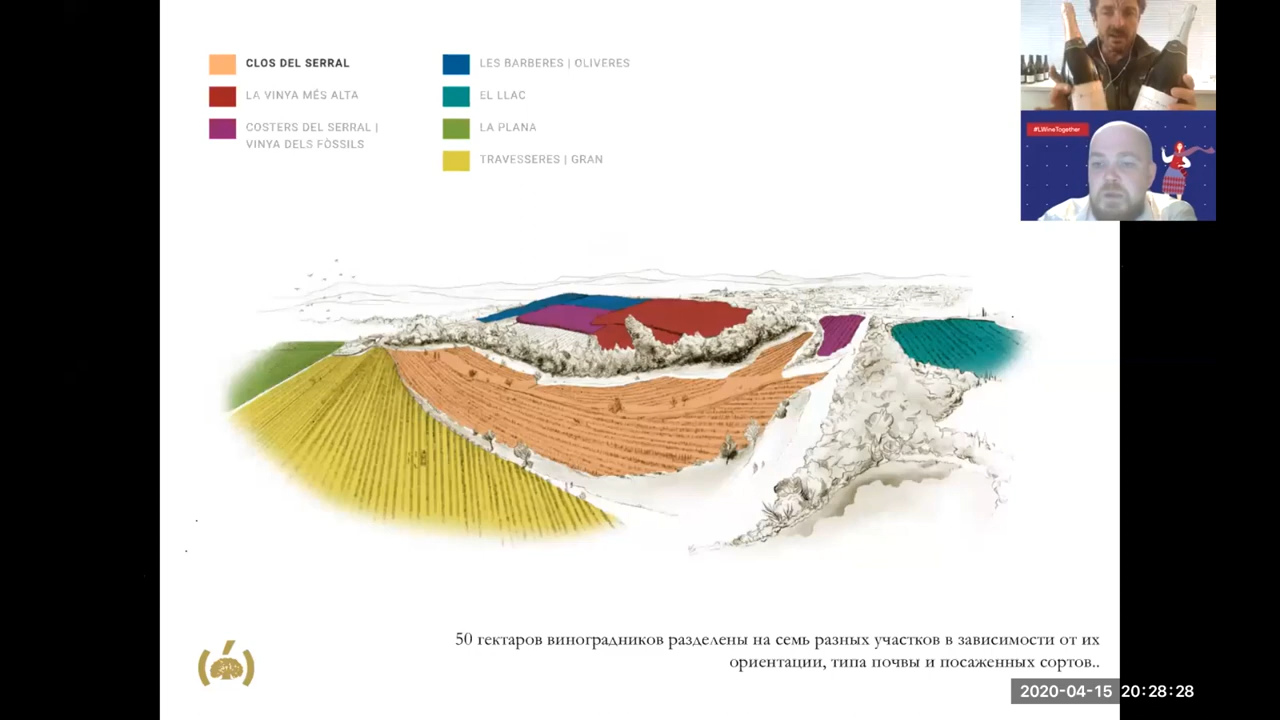 CLOS DEL SERRAL
LA VINYA MÉS ALTA
COSTERS DEL SERRAL |
VINYA DELS FÒSSILS
LES BARBERES | OLIVERES
EL LLAC
LA PLANA
TRAVESSERES | GRAN
#LWineTogether
50 гектаров виноградников разделены на семь разных участков в зависимости от их
ориентации, типа почвы и посаженных сортов..
2020-04-15 20:28:28